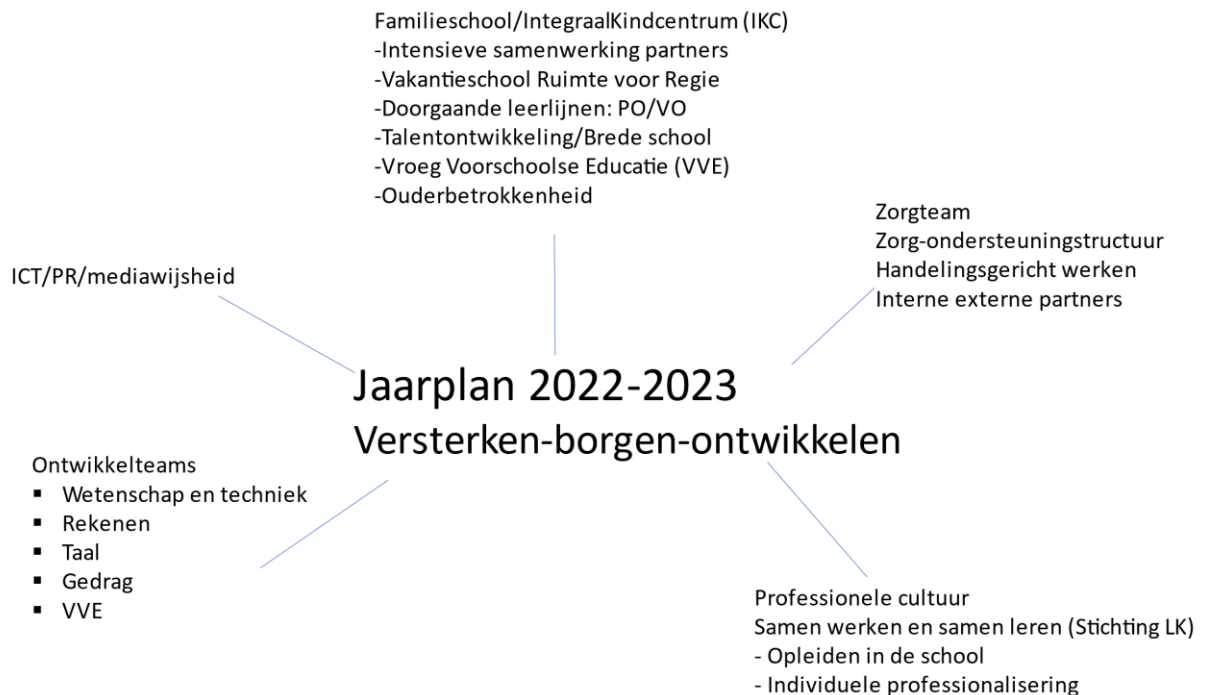 Familieschool/IntegraalKindcentrum (IKC)
-Intensieve samenwerking partners
-Vakantieschool Ruimte voor Regie
-Doorgaande leerlijnen: PO/VO
-Talentontwikkeling/Brede school
-Vroeg Voorschoolse Educatie (VVE)
-Ouderbetrokkenheid
Zorgteam
Zorg-ondersteuningstructuur
Handelingsgericht werken
Interne externe partners
ICT/PR/mediawijsheid
Jaarplan 2022-2023
Versterken-borgen-ontwikkelen
Ontwikkelteams
▪ Wetenschap en techniek
▪ Rekenen
▪ Taal
▪ Gedrag
▪ VVE
Professionele cultuur
Samen werken en samen leren (Stichting LK)
- Opleiden in de school
- Individuele professionalisering